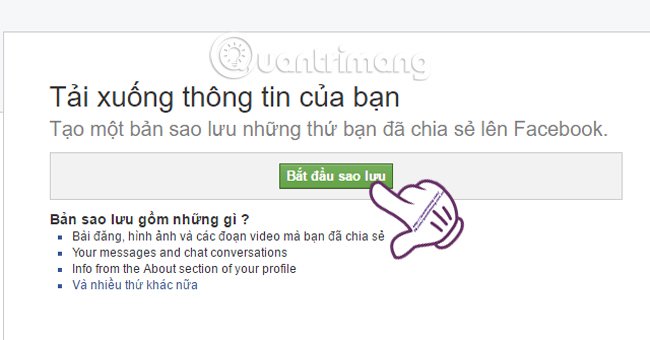 Quantrimang
Tải xuống thông tin của bạn
Tạo một bản sao lưu những thứ bạn đã chia sẻ lên Facebook.
Bắt đầu sao lưu
Bản sao lưu gồm những gì ?
Bài đăng, hình ảnh và các đoạn video mà bạn đã chia sẻ
Your messages and chat conversations
Info from the About section of your profile
Và nhiều thứ khác nữa